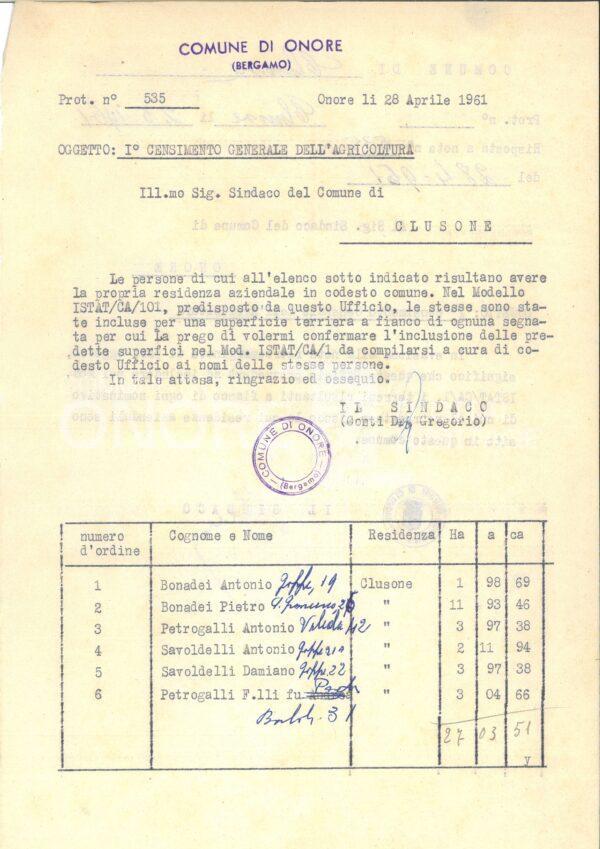 COMUNE DI ONORE
(BERGAMO)
Prot. n° 535 Onore li 28 Aprile 1961
OGGETTO: I° CENSIMENTO GENERALE DELL'AGRICOLTURA
Ill.mo Sig. Sindaco del Comune di
CLUSONE
Le persone di cui all'elenco sotto indicato risultano avere
la propria residenza aziendale in codesto comune. Nel Modello
ISTAT/CA/101, predisposto da questo Ufficio, le stesse sono sta-
te incluse per una superficie terriera a fianco di ognuna segna-
ta per cui La prego di volermi confermare l'inclusione delle pre-
dette superfici nel Mod. ISTAT/CA/1 da compilarsi a cura di co-
desto Ufficio ai nomi delle stesse persone.
In tale attesa, ringrazio ed ossequio.
IL SINDACO
(Conti Gregorio)
COMUNE DI ONORE
(Bergamo)
numero d'ordine Cognome e Nome Residenza Ha a ca
1 Bonadei Antonio 19 Clusone 1 98 69
2 Bonadei Pietro " 11 93 46
3 Petrogalli Antonio " 3 97 38
4 Savoldelli Antonio " 2 11 94
5 Savoldelli Damiano 22 " 3 97 38
6 Petrogalli F.lli fu " 3 04 66
31
27 03 51